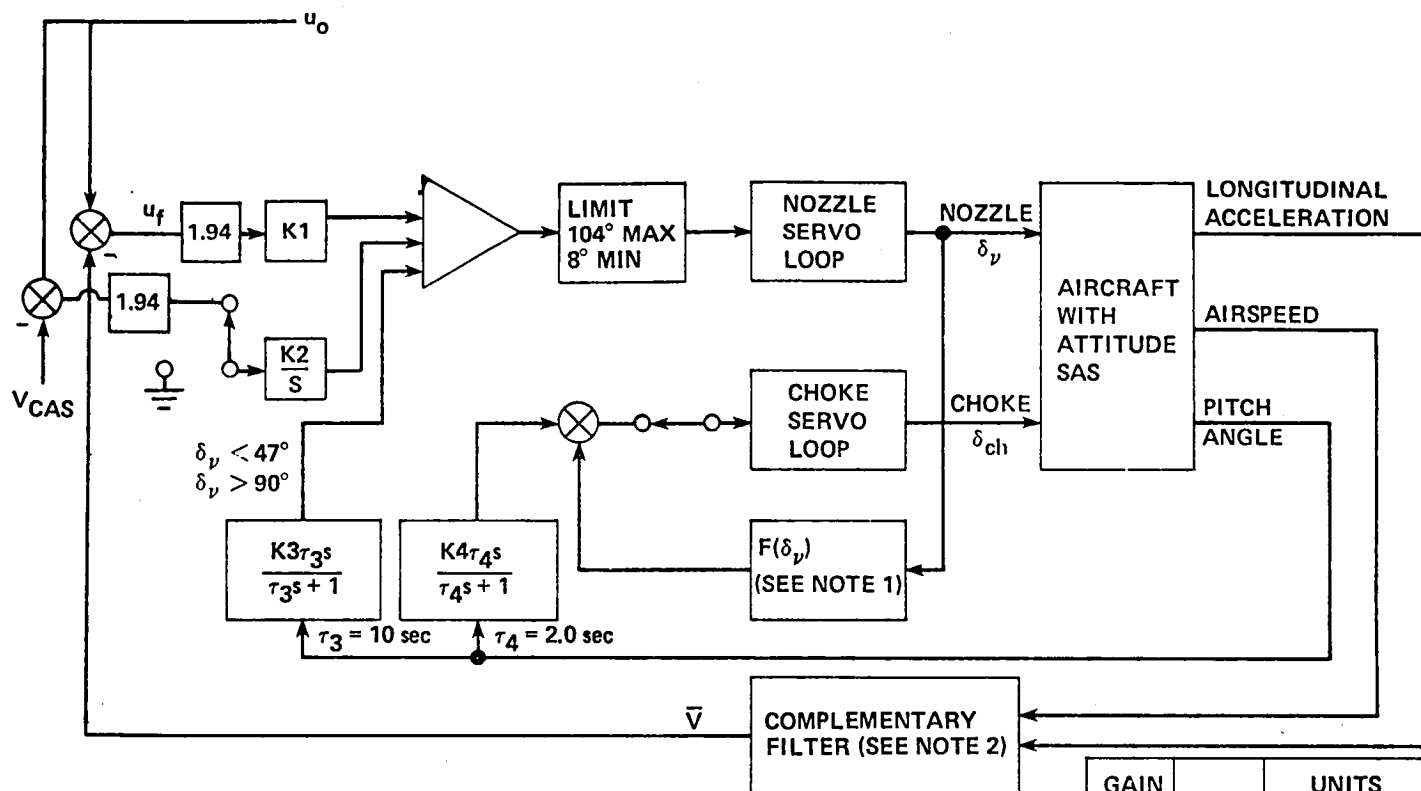 u₀
u_f
1.94
K1
LIMIT
104° MAX
8° MIN
NOZZLE
SERVO
LOOP
NOZZLE
δ_ν
AIRCRAFT
WITH
ATTITUDE
SAS
LONGITUDINAL
ACCELERATION
AIRSPEED
PITCH
ANGLE
-
-
1.94
K2
S
V_CAS
CHOKE
SERVO
LOOP
CHOKE
δ_ch
δ_ν < 47°
δ_ν > 90°
K3τ₃s
τ₃s + 1
K4τ₄s
τ₄s + 1
F(δ_ν)
(SEE NOTE 1)
τ₃ = 10 sec
τ₄ = 2.0 sec
V̅
COMPLEMENTARY
FILTER (SEE NOTE 2)
GAIN
UNITS